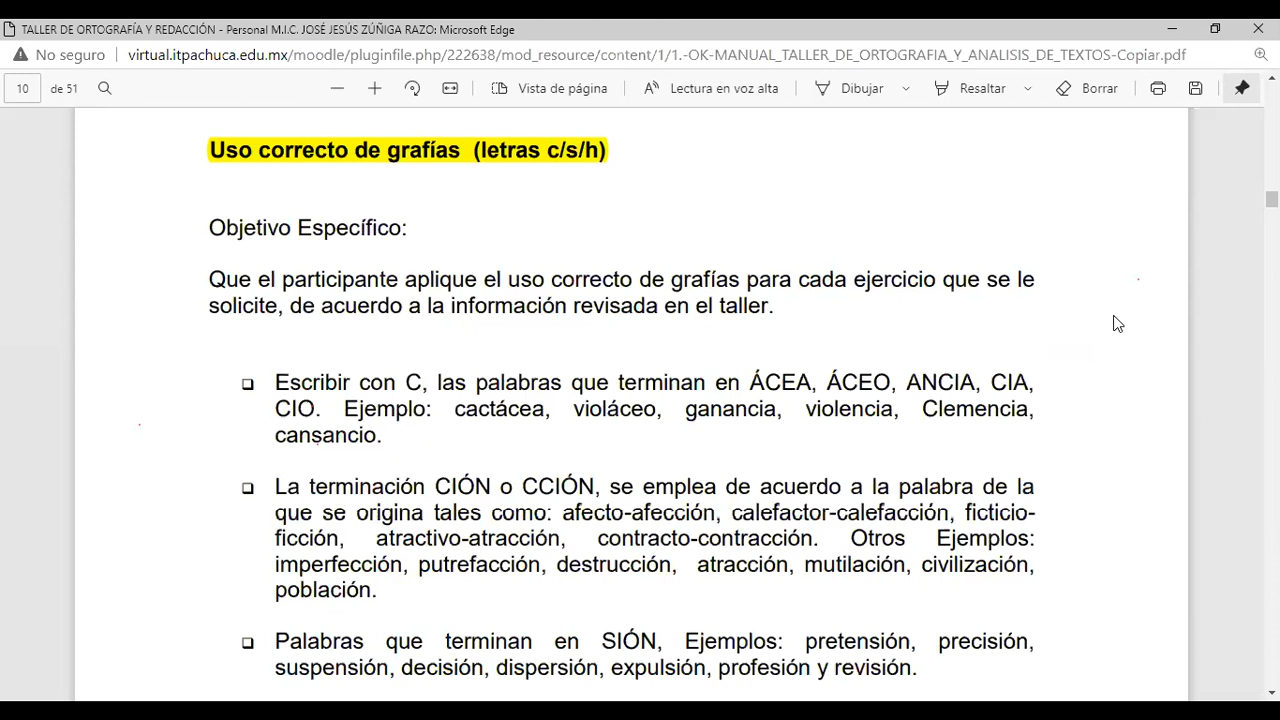 TALLER DE ORTOGRAFÍA Y REDACCIÓN - Personal M.I.C. JOSÉ JESÚS ZÚÑIGA RAZO: Microsoft Edge
No seguro virtual.itpachuca.edu.mx/moodle/pluginfile.php/222638/mod_resource/content/1/1.-OK-MANUAL_TALLER_DE_ORTOGRAFIA_Y_ANALISIS_DE_TEXTOS-Copiar.pdf
10 de 51 Vista de página Lectura en voz alta Dibujar Resaltar Borrar
Uso correcto de grafías (letras c/s/h)
Objetivo Específico:
Que el participante aplique el uso correcto de grafías para cada ejercicio que se le
solicite, de acuerdo a la información revisada en el taller.
Escribir con C, las palabras que terminan en ÁCEA, ÁCEO, ANCIA, CIA,
CIO. Ejemplo: cactácea, violáceo, ganancia, violencia, Clemencia,
cansancio.
La terminación CIÓN o CCIÓN, se emplea de acuerdo a la palabra de la
que se origina tales como: afecto-afección, calefactor-calefacción, ficticio-
ficción, atractivo-atracción, contracto-contracción. Otros Ejemplos:
imperfección, putrefacción, destrucción, atracción, mutilación, civilización,
población.
Palabras que terminan en SIÓN, Ejemplos: pretensión, precisión,
suspensión, decisión, dispersión, expulsión, profesión y revisión.